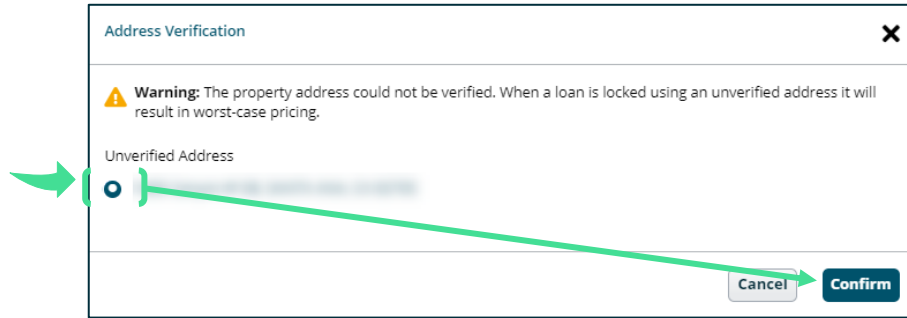 Address Verification
Warning: The property address could not be verified. When a loan is locked using an unverified address it will
result in worst-case pricing.
Unverified Address
Cancel
Confirm